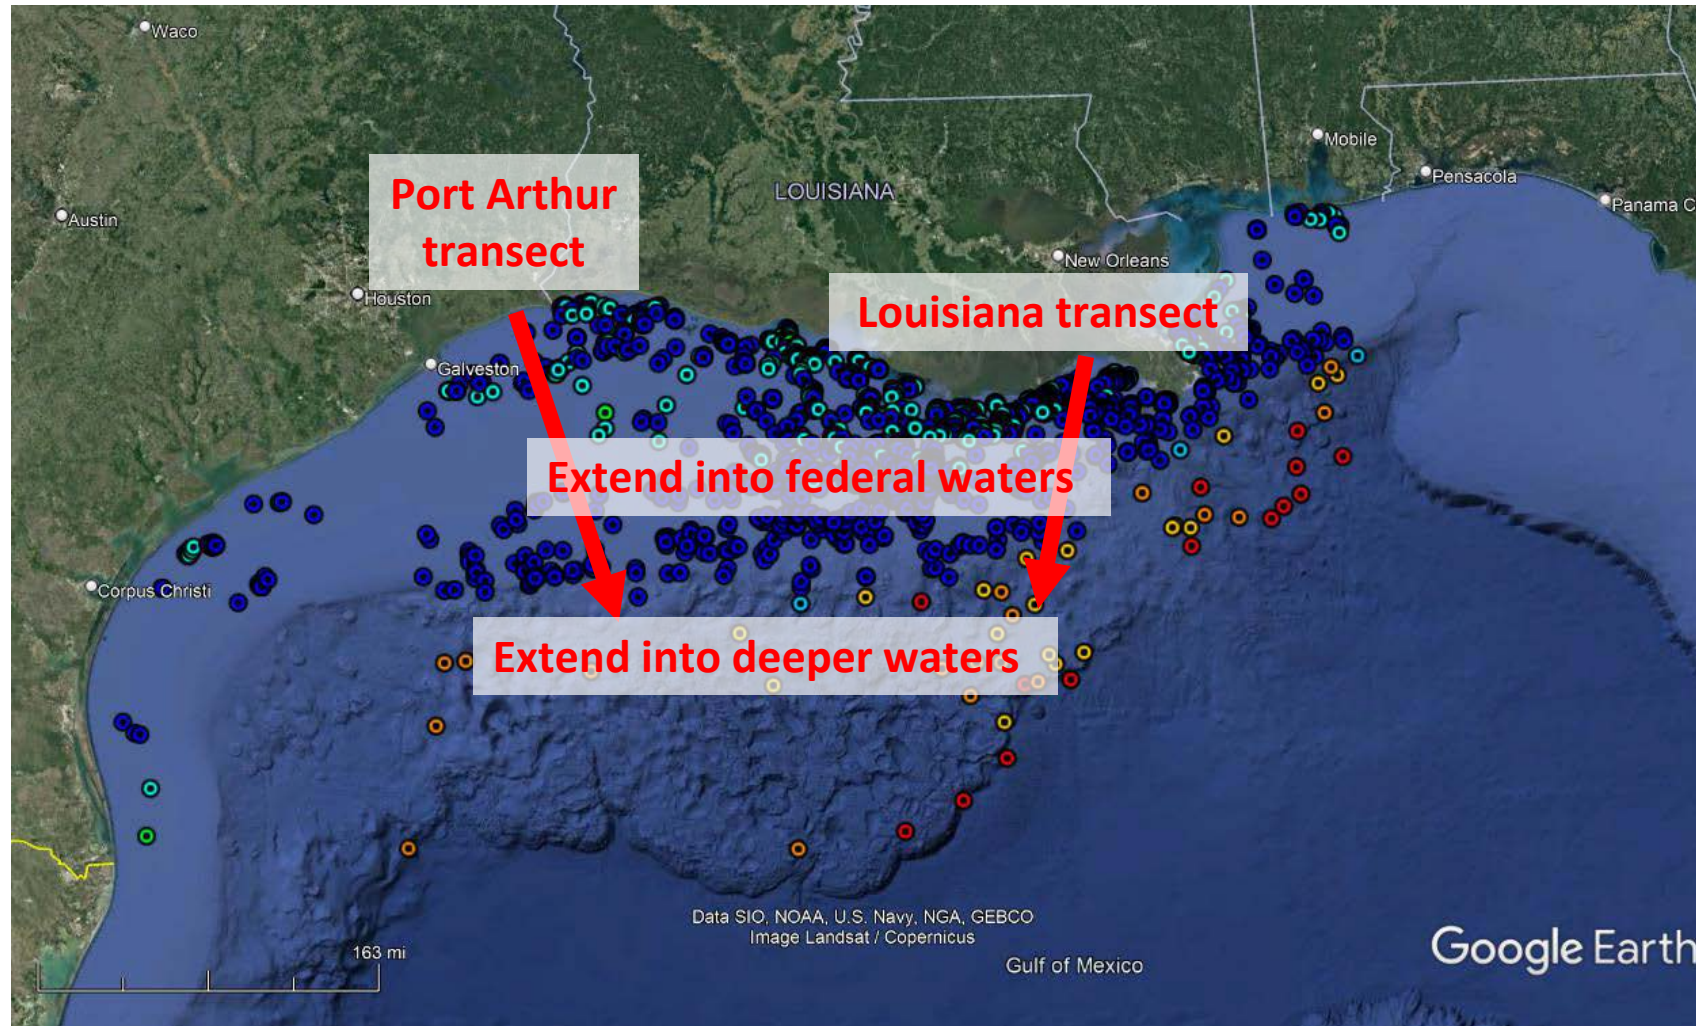 Waco
Mobile
Pensacola
Panama C
LOUISIANA
Austin
Port Arthur
transect
New Orleans
Houston
Louisiana transect
Galveston
Extend into federal waters
Corpus Christi
Extend into deeper waters
Data SIO, NOAA, U.S. Navy, NGA, GEBCO
Image Landsat / Copernicus
163 mi
Gulf of Mexico
Google Earth